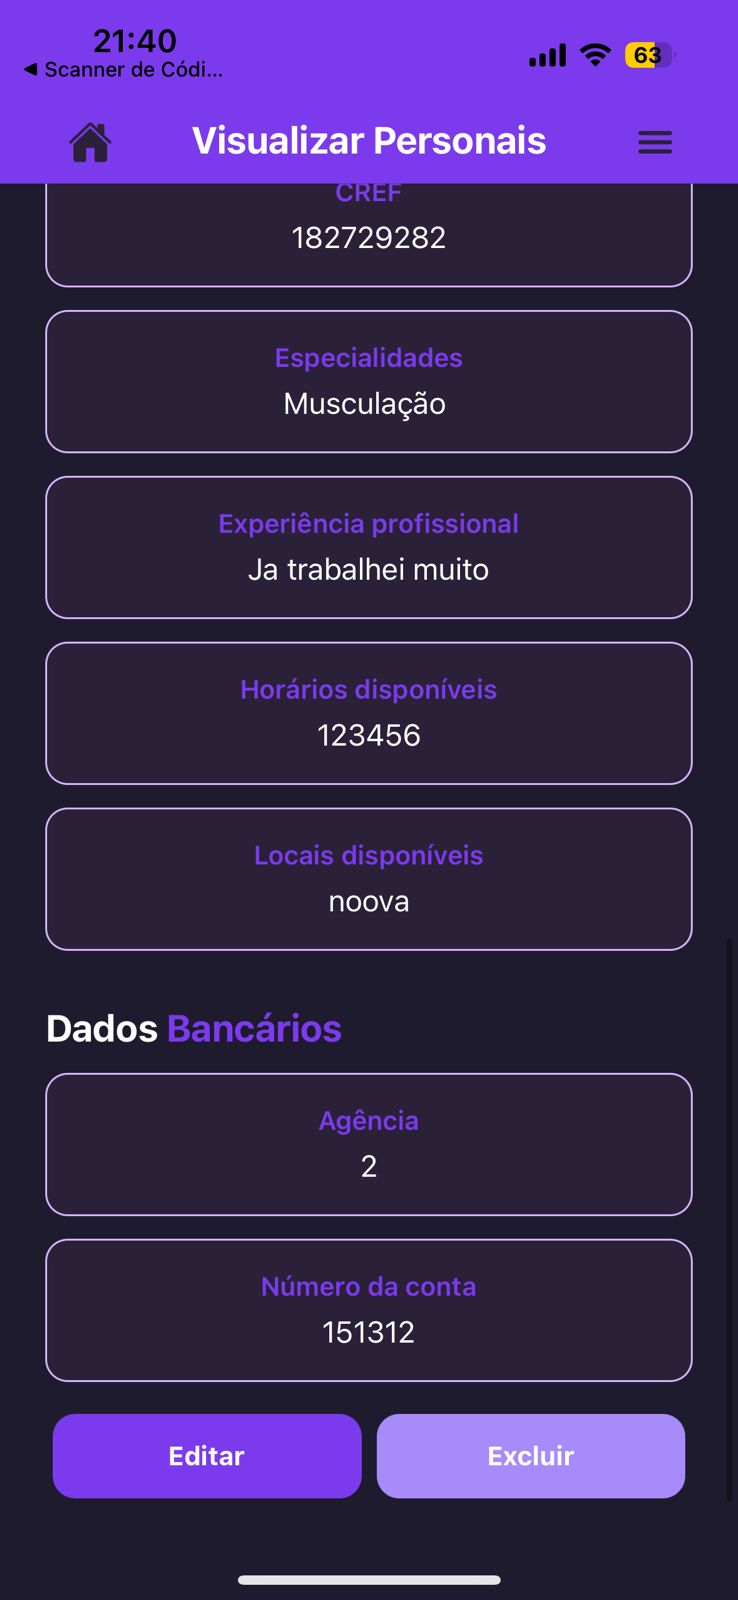 21:40
63
◀ Scanner de Códi...
Visualizar Personais
CREF
182729282
Especialidades
Musculação
Experiência profissional
Ja trabalhei muito
Horários disponíveis
123456
Locais disponíveis
noova
Dados Bancários
Agência
2
Número da conta
151312
Editar
Excluir